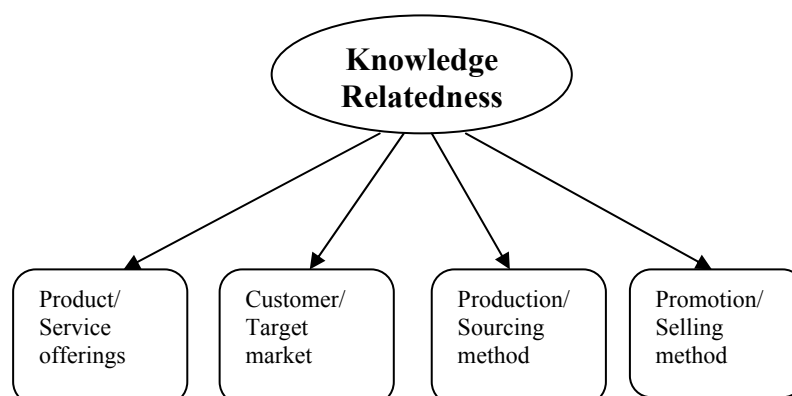 Knowledge
Relatedness
Product/
Service
offerings
Customer/
Target
market
Production/
Sourcing
method
Promotion/
Selling
method